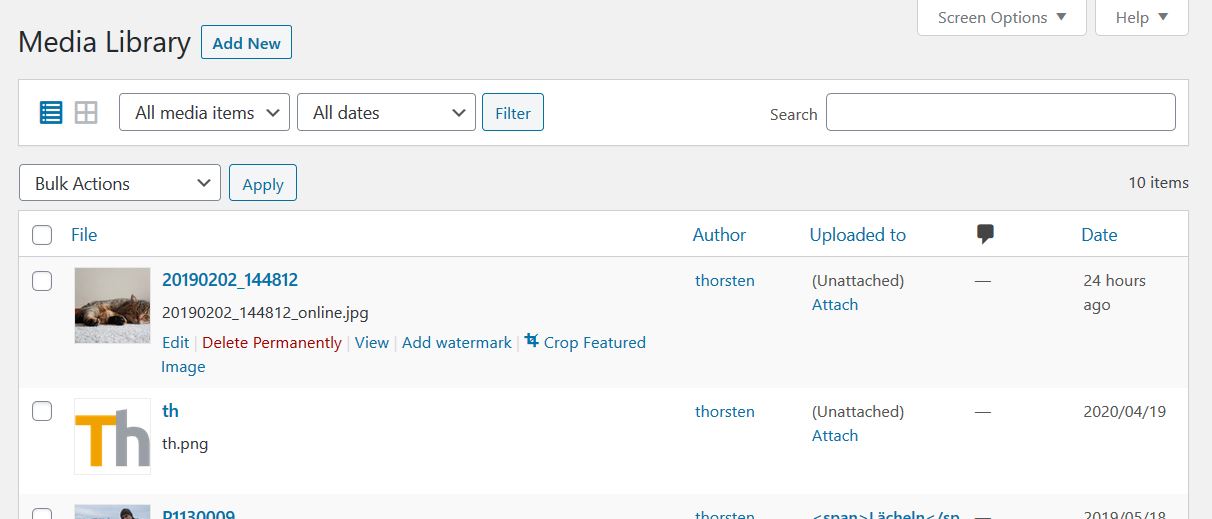 Screen Options ▼ Help ▼
Media Library Add New
All media items All dates Filter Search
Bulk Actions Apply 10 items
File Author Uploaded to Date
20190202_144812 thorsten (Unattached) — 24 hours
20190202_144812_online.jpg Attach ago
Edit | Delete Permanently | View | Add watermark | Crop Featured
Image
Th th thorsten (Unattached) — 2020/04/19
th.png Attach
P1130009 thorsten <span>Lächeln</sp — 2019/05/18